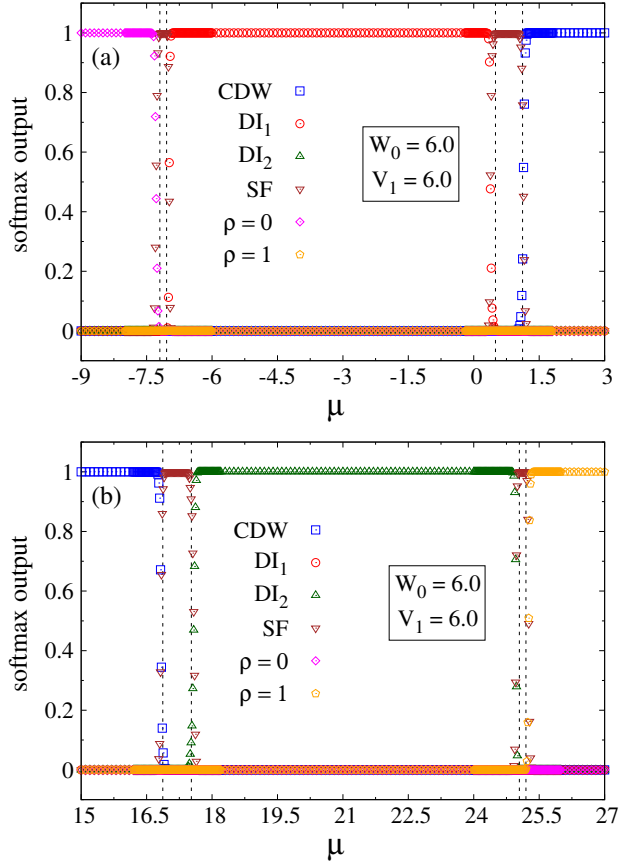 (a)
softmax output
1
0.8
0.6
0.4
0.2
0
CDW
DI₁
DI₂
SF
ρ = 0
ρ = 1
W₀ = 6.0
V₁ = 6.0
-9 -7.5 -6 -4.5 -3 -1.5 0 1.5 3
μ
(b)
softmax output
1
0.8
0.6
0.4
0.2
0
CDW
DI₁
DI₂
SF
ρ = 0
ρ = 1
W₀ = 6.0
V₁ = 6.0
15 16.5 18 19.5 21 22.5 24 25.5 27
μ